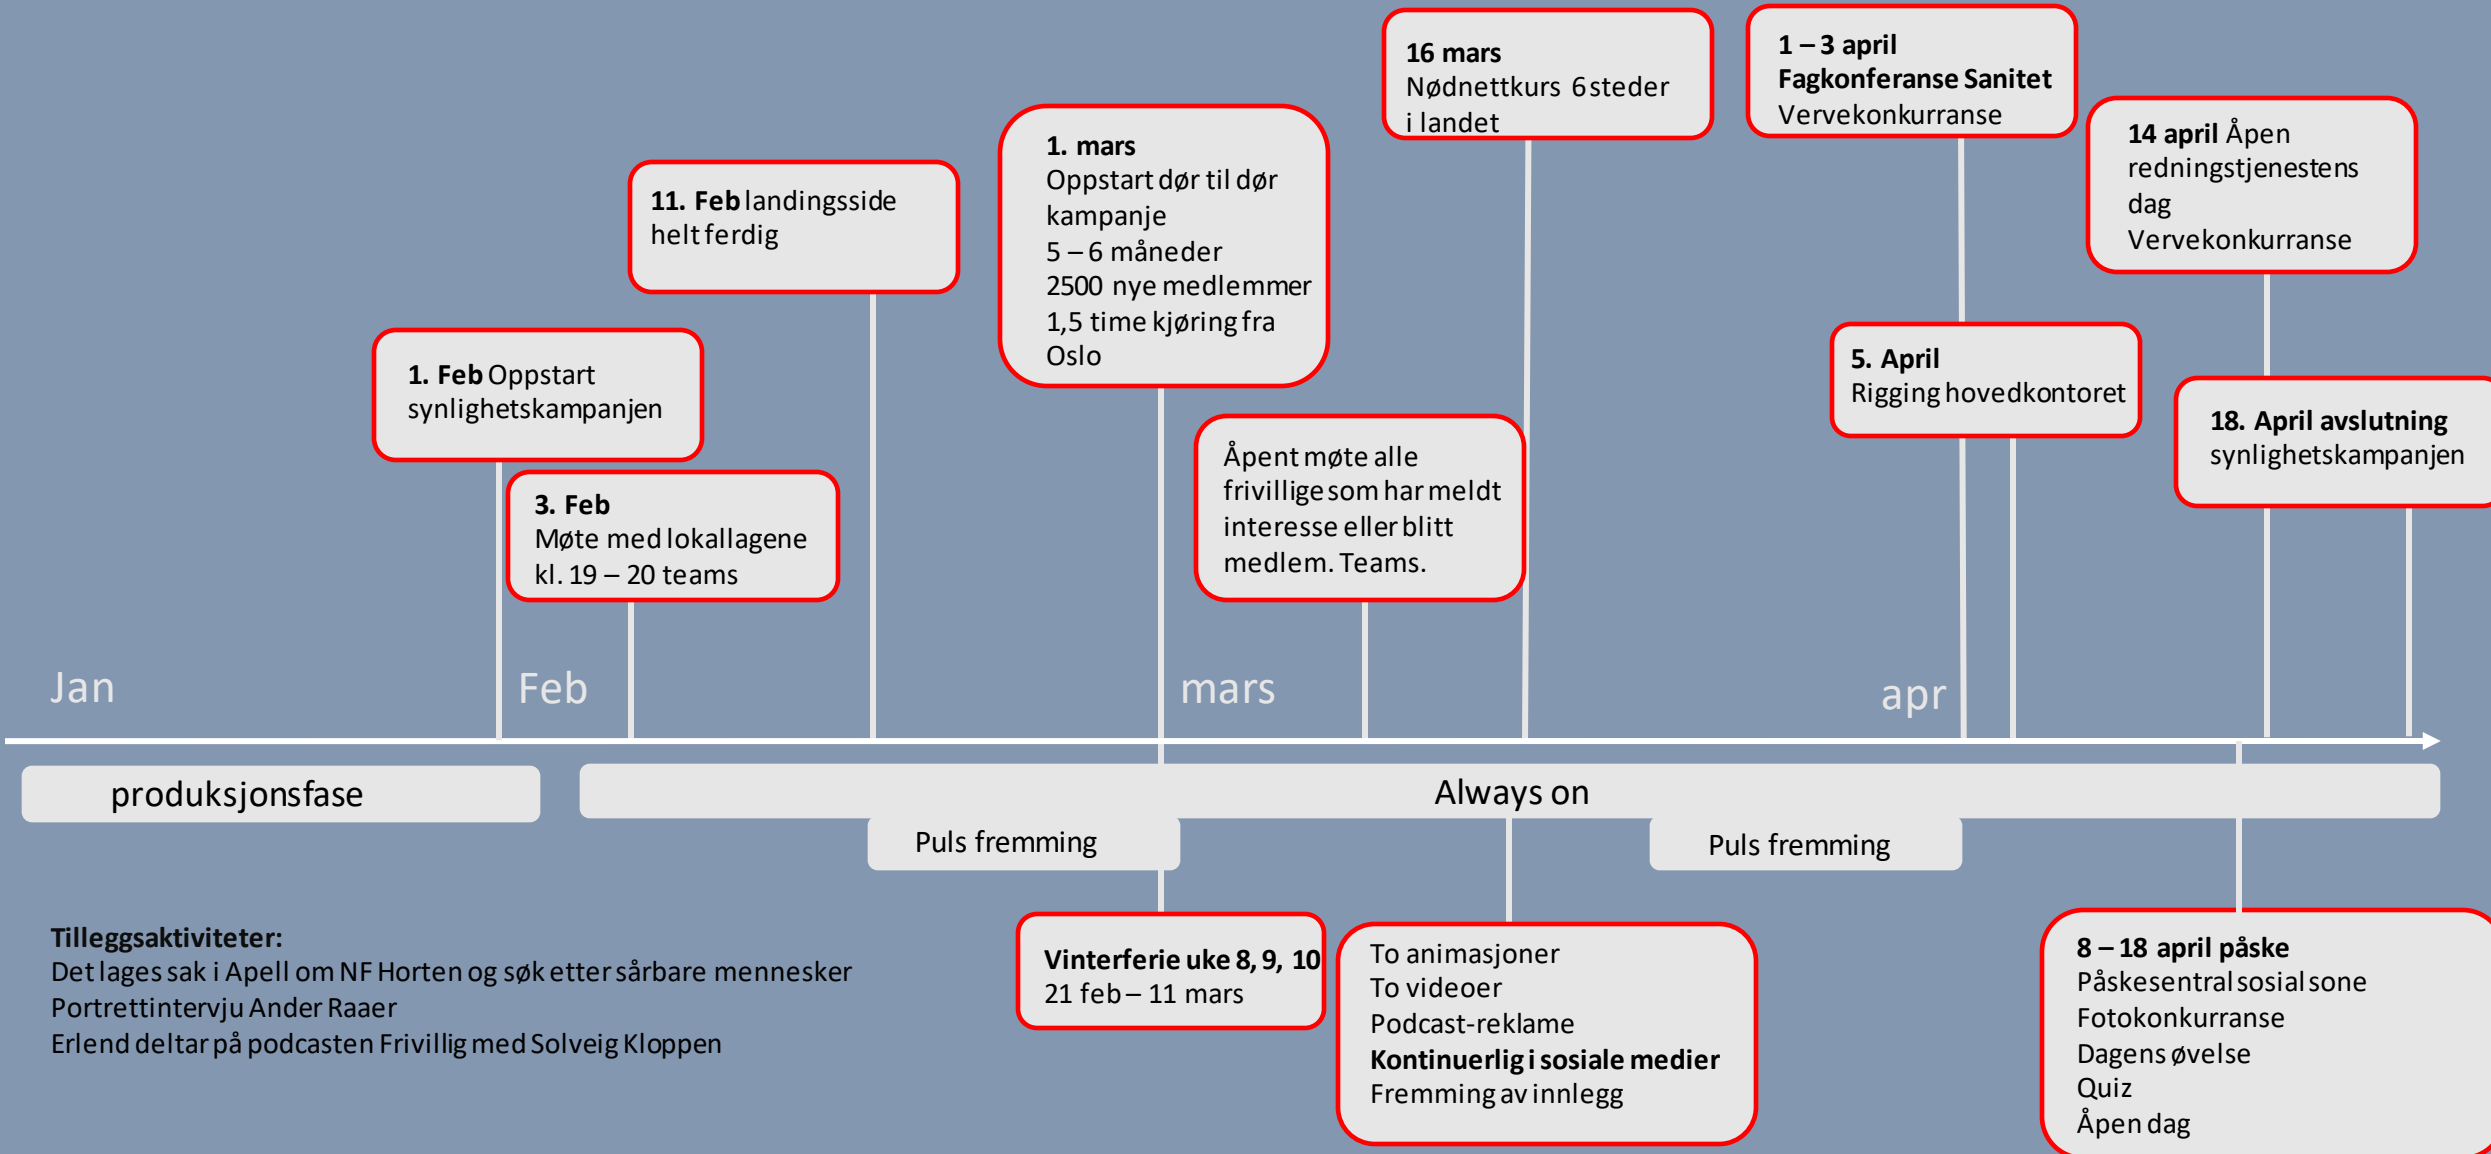 16 mars
Nødnettkurs 6 steder
i landet
1 – 3 april
Fagkonferanse Sanitet
Vervekonkurranse
1. mars
Oppstart dør til dør
kampanje
5 – 6 måneder
2500 nye medlemmer
1,5 time kjøring fra
Oslo
14 april Åpen
redningstjenestens
dag
Vervekonkurranse
11. Feb landingsside
helt ferdig
1. Feb Oppstart
synlighetskampanjen
5. April
Rigging hovedkontoret
18. April avslutning
synlighetskampanjen
3. Feb
Møte med lokallagene
kl. 19 – 20 teams
Åpent møte alle
frivillige som har meldt
interesse eller blitt
medlem. Teams.
Jan
Feb
mars
apr
produksjonsfase
Always on
Puls fremming
Puls fremming
Tilleggsaktiviteter:
Det lages sak i Apell om NF Horten og søk etter sårbare mennesker
Portrettintervju Ander Raaer
Erlend deltar på podcasten Frivillig med Solveig Kloppen
Vinterferie uke 8, 9, 10
21 feb – 11 mars
To animasjoner
To videoer
Podcast-reklame
Kontinuerlig i sosiale medier
Fremming av innlegg
8 – 18 april påske
Påskesentral sosial sone
Fotokonkurranse
Dagens øvelse
Quiz
Åpen dag